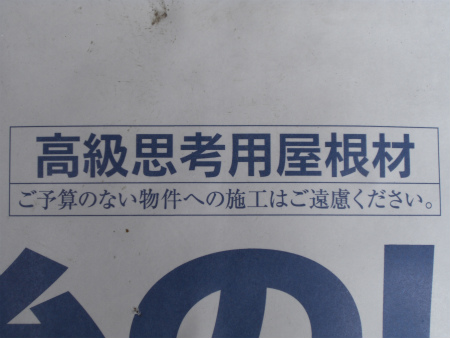 高級思考用屋根材
ご予算のない物件への施工はご遠慮ください。
の